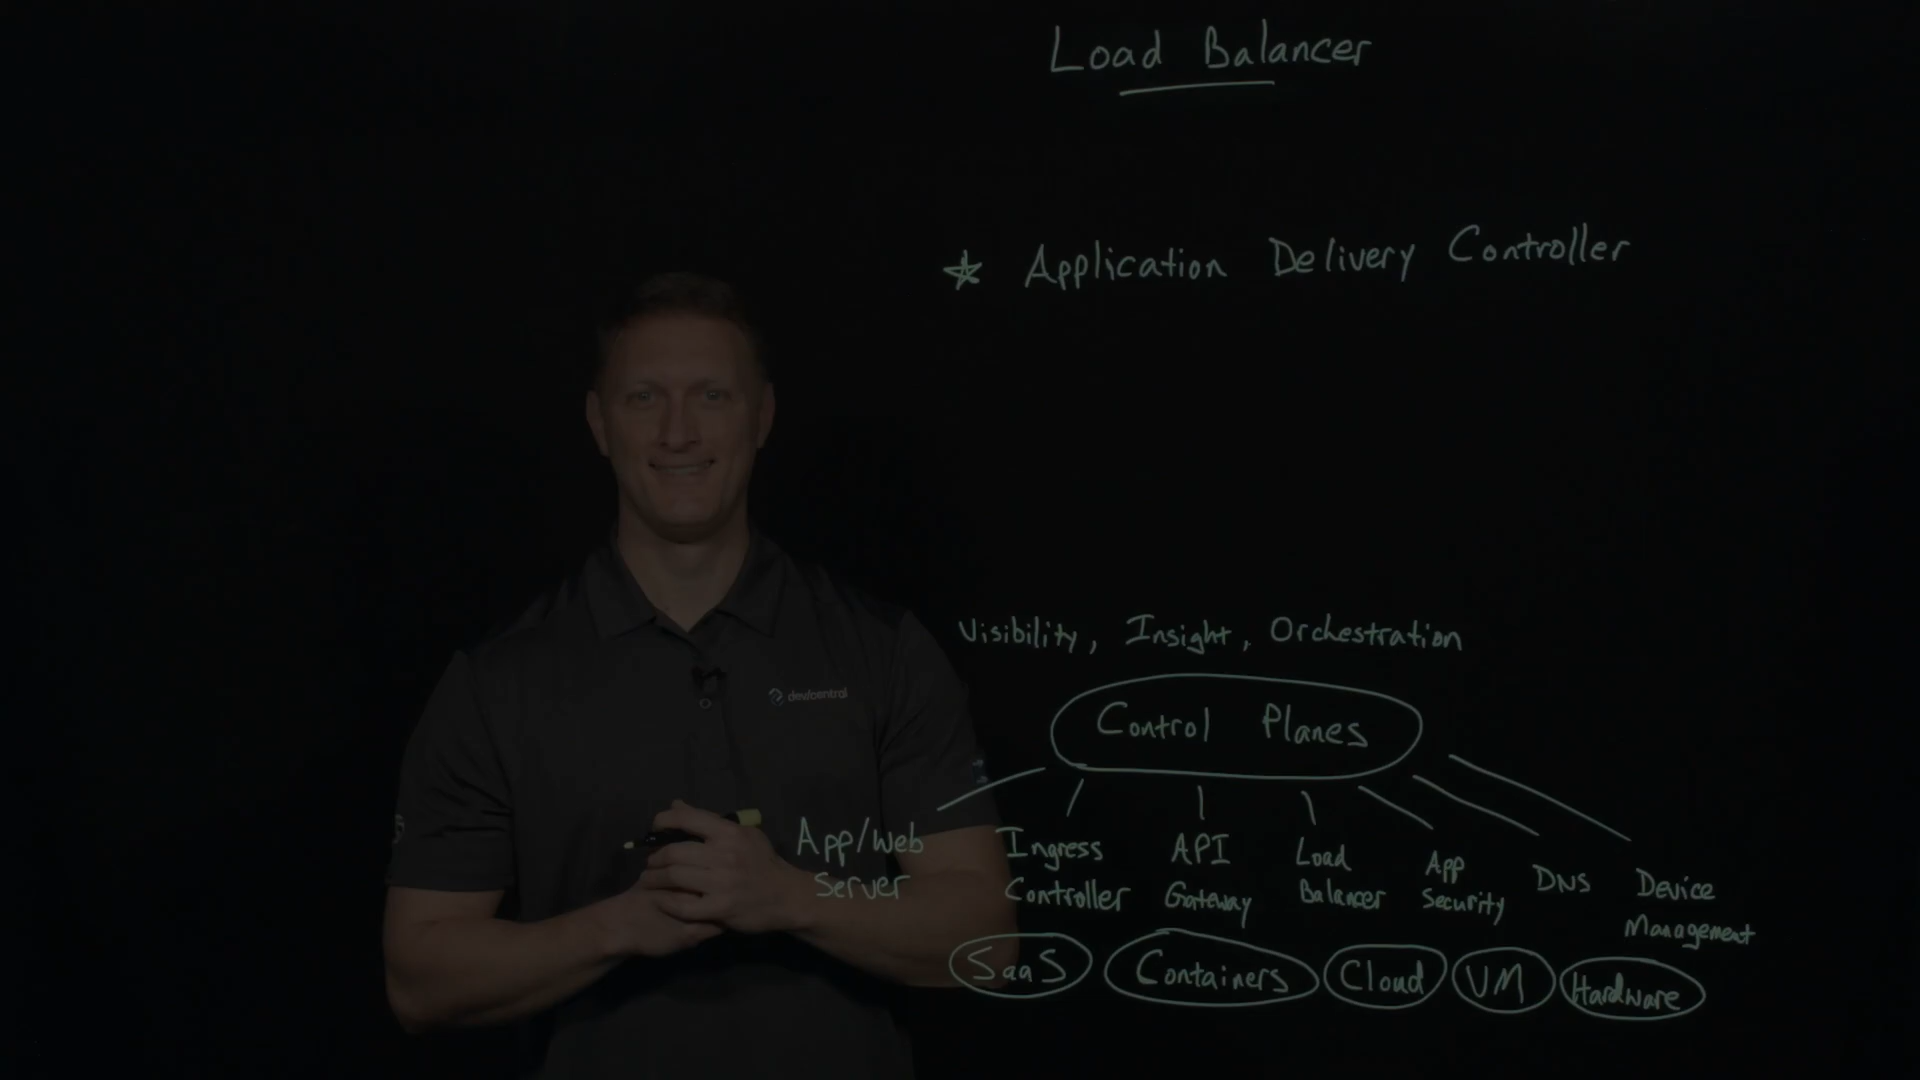 Load Balancer
☆ Application Delivery Controller
Visibility, Insight, Orchestration
Control Planes
App/Web Server
Ingress Controller
API Gateway
Load Balancer
App Security
DNS
Device Management
SaaS
Containers
Cloud
VM
Hardware
devcentral